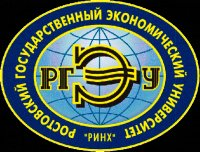 РОСТОВСКИЙ ГОСУДАРСТВЕННЫЙ ЭКОНОМИЧЕСКИЙ УНИВЕРСИТЕТ
РГЭУ
"РИНХ"